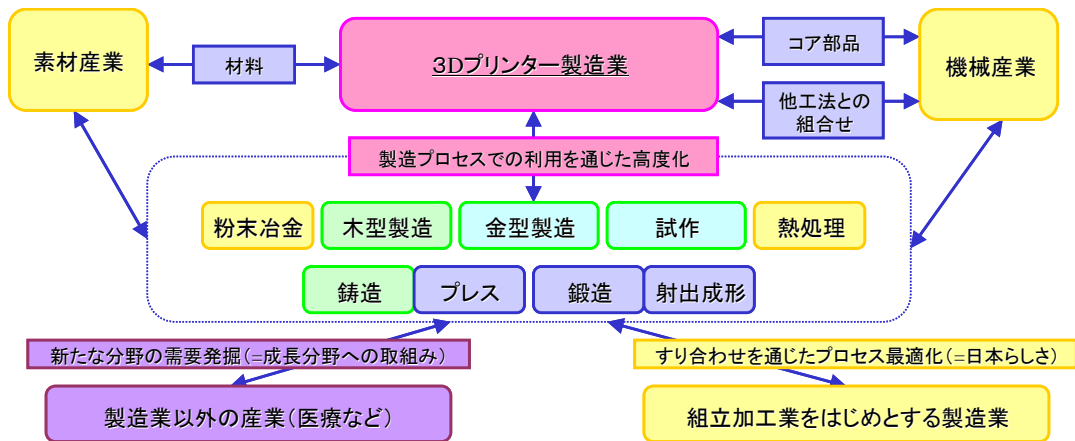 素材産業
材料
3Dプリンター製造業
コア部品
他工法との
組合せ
機械産業
製造プロセスでの利用を通じた高度化
粉末冶金
木型製造
金型製造
試作
熱処理
鋳造
プレス
鍛造
射出成形
新たな分野の需要発掘(=成長分野への取組み)
すり合わせを通じたプロセス最適化(=日本らしさ)
製造業以外の産業(医療など)
組立加工業をはじめとする製造業